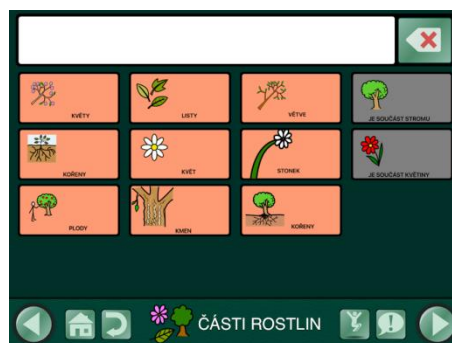 KVĚTY
LISTY
VĚTVE
JE SOUČÁST STROMU
KOŘENY
KVĚT
STONEK
JE SOUČÁST KVĚTINY
PLODY
KMEN
KOŘENY
ČÁSTI ROSTLIN